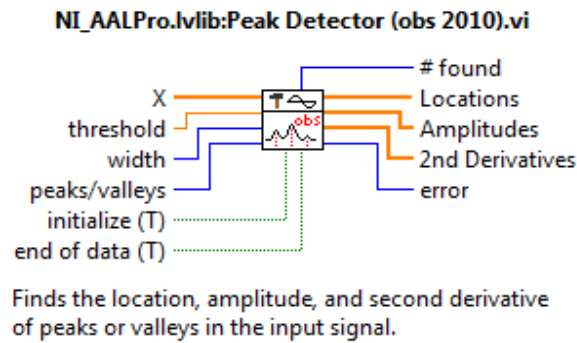 NI_AALPro.lvlib:Peak Detector (obs 2010).vi
# found
X
Locations
obs
threshold
Amplitudes
width
2nd Derivatives
peaks/valleys
error
initialize (T)
end of data (T)
Finds the location, amplitude, and second derivative
of peaks or valleys in the input signal.